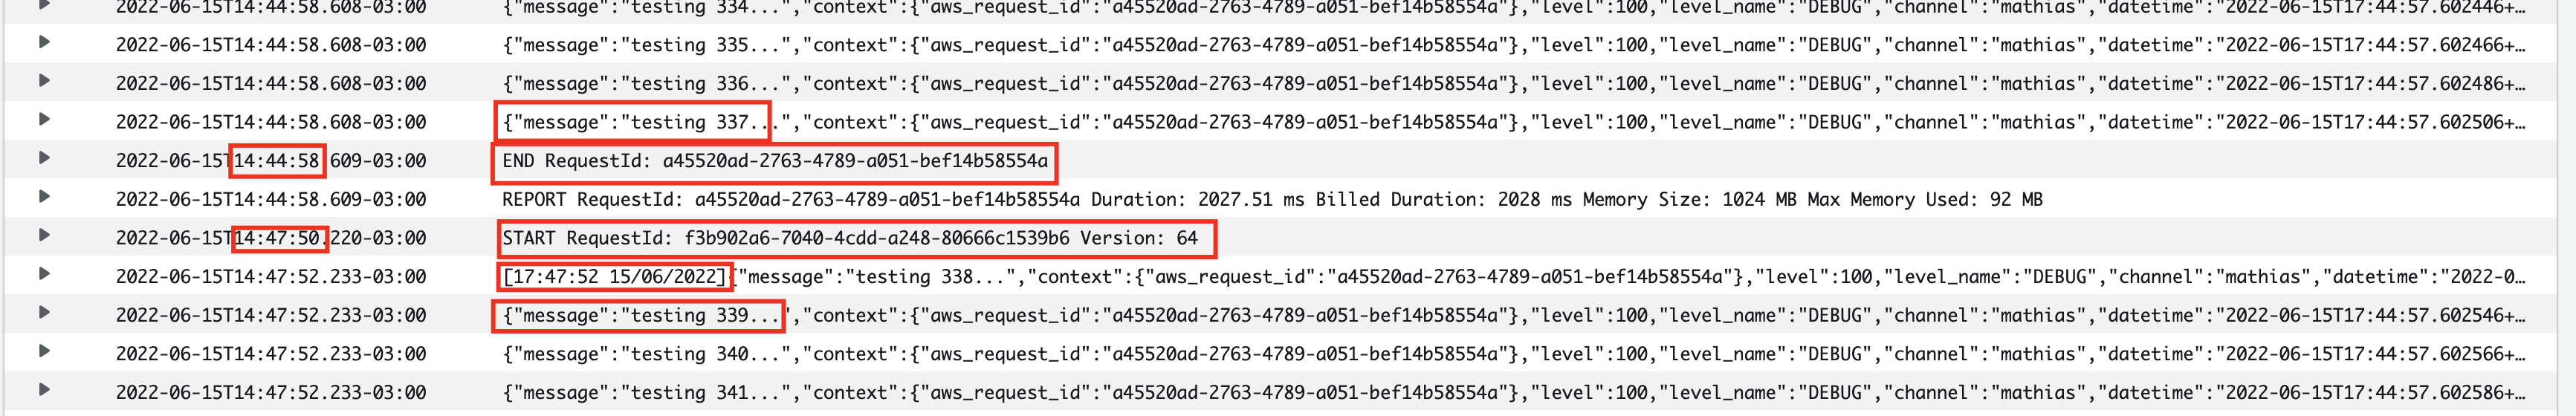 2022-06-15T14:44:58.608-03:00 {"message":"testing 334...","context":{"aws_request_id":"a45520ad-2763-4789-a051-bef14b58554a"},"level":100,"level_name":"DEBUG","channel":"mathias","datetime":"2022-06-15T17:44:57.602446+…
2022-06-15T14:44:58.608-03:00 {"message":"testing 335...","context":{"aws_request_id":"a45520ad-2763-4789-a051-bef14b58554a"},"level":100,"level_name":"DEBUG","channel":"mathias","datetime":"2022-06-15T17:44:57.602466+…
2022-06-15T14:44:58.608-03:00 {"message":"testing 336...","context":{"aws_request_id":"a45520ad-2763-4789-a051-bef14b58554a"},"level":100,"level_name":"DEBUG","channel":"mathias","datetime":"2022-06-15T17:44:57.602486+…
2022-06-15T14:44:58.608-03:00 {"message":"testing 337...","context":{"aws_request_id":"a45520ad-2763-4789-a051-bef14b58554a"},"level":100,"level_name":"DEBUG","channel":"mathias","datetime":"2022-06-15T17:44:57.602506+…
2022-06-15T14:44:58.609-03:00 END RequestId: a45520ad-2763-4789-a051-bef14b58554a
2022-06-15T14:44:58.609-03:00 REPORT RequestId: a45520ad-2763-4789-a051-bef14b58554a Duration: 2027.51 ms Billed Duration: 2028 ms Memory Size: 1024 MB Max Memory Used: 92 MB
2022-06-15T14:47:50.220-03:00 START RequestId: f3b902a6-7040-4cdd-a248-80666c1539b6 Version: 64
2022-06-15T14:47:52.233-03:00 [17:47:52 15/06/2022]{"message":"testing 338...","context":{"aws_request_id":"a45520ad-2763-4789-a051-bef14b58554a"},"level":100,"level_name":"DEBUG","channel":"mathias","datetime":"2022-0…
2022-06-15T14:47:52.233-03:00 {"message":"testing 339...","context":{"aws_request_id":"a45520ad-2763-4789-a051-bef14b58554a"},"level":100,"level_name":"DEBUG","channel":"mathias","datetime":"2022-06-15T17:44:57.602546+…
2022-06-15T14:47:52.233-03:00 {"message":"testing 340...","context":{"aws_request_id":"a45520ad-2763-4789-a051-bef14b58554a"},"level":100,"level_name":"DEBUG","channel":"mathias","datetime":"2022-06-15T17:44:57.602566+…
2022-06-15T14:47:52.233-03:00 {"message":"testing 341...","context":{"aws_request_id":"a45520ad-2763-4789-a051-bef14b58554a"},"level":100,"level_name":"DEBUG","channel":"mathias","datetime":"2022-06-15T17:44:57.602586+…